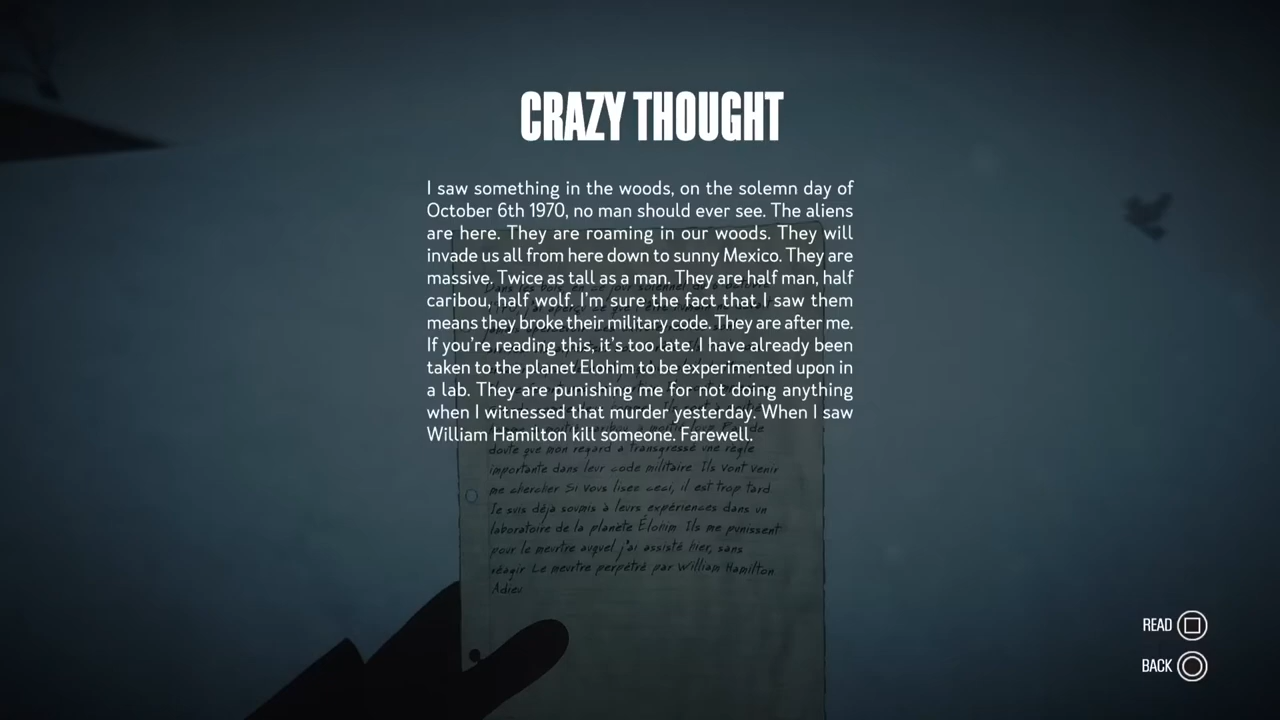 CRAZY THOUGHT
I saw something in the woods, on the solemn day of
October 6th 1970, no man should ever see. The aliens
are here. They are roaming in our woods. They will
invade us all from here down to sunny Mexico. They are
massive. Twice as tall as a man. They are half man, half
caribou, half wolf. I'm sure the fact that I saw them
means they broke their military code. They are after me.
If you're reading this, it's too late. I have already been
taken to the planet Elohim to be experimented upon in
a lab. They are punishing me for not doing anything
when I witnessed that murder yesterday. When I saw
William Hamilton kill someone. Farewell.
doute que mon regard a transgressé une règle
importante dans leur code militaire. Ils vont venir
me chercher Si vous lisez ceci, il est trop tard
Je suis déjà soumis à leurs expériences dans un
laboratoire de la planète Élohim. Ils me punissent
pour le meurtre auquel j'ai assisté hier, sans
réagir. Le meurtre perpétré par William Hamilton
Adieu
READ
BACK